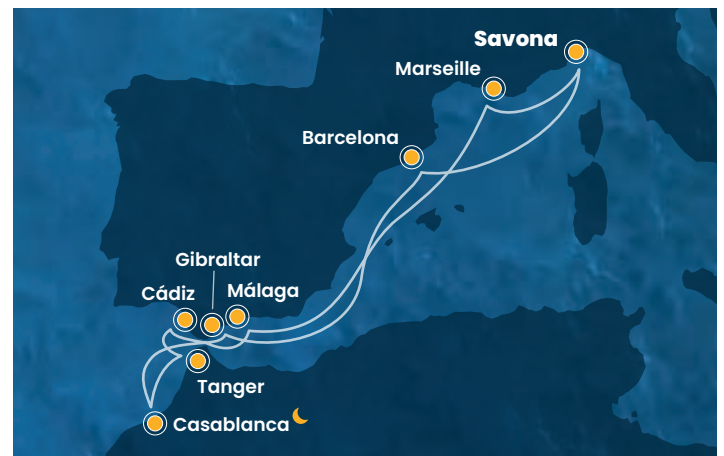 Savona
Marseille
Barcelona
Gibraltar
Cádiz
Málaga
Tanger
Casablanca